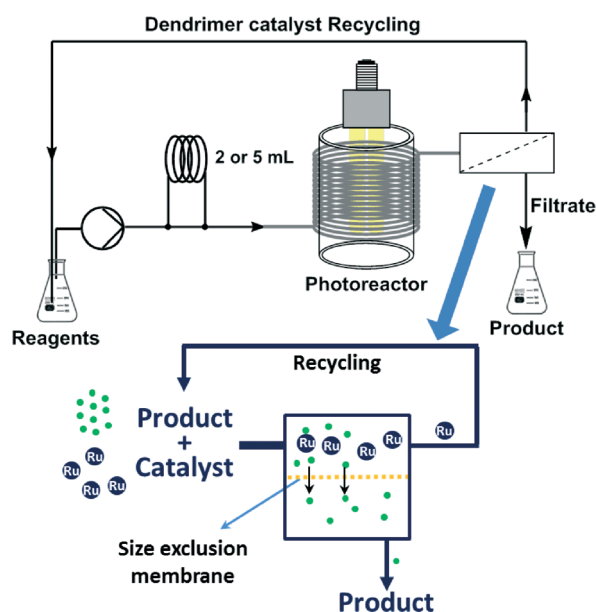 Dendrimer catalyst Recycling
2 or 5 mL
Photoreactor
Filtrate
Reagents
Product
Recycling
Product
+
Catalyst
Ru
Ru
Ru
Ru
Ru
Ru
Ru
Ru
Ru
Size exclusion
membrane
Product